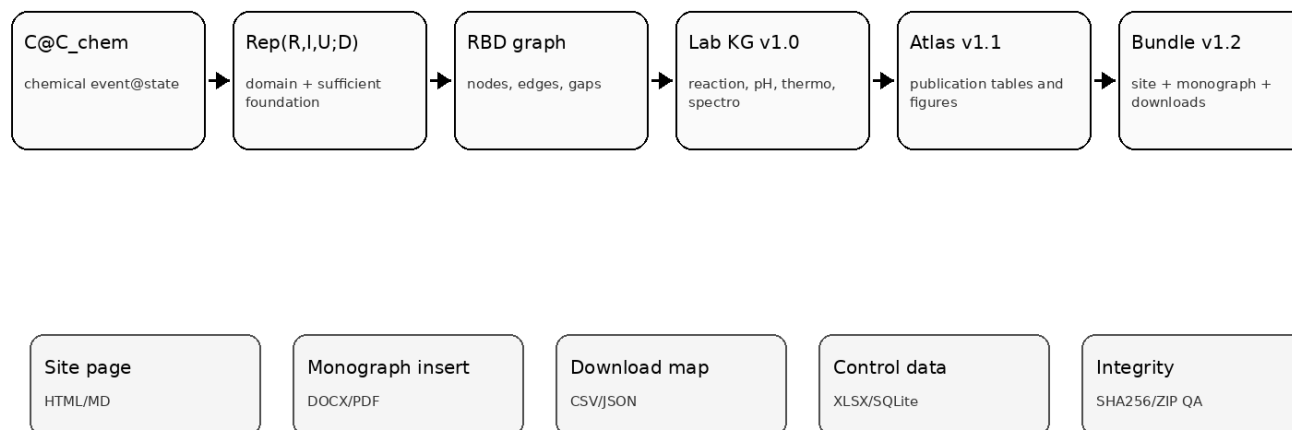 C@C_chem
chemical event@state
Rep(R,I,U;D)
domain + sufficient
foundation
RBD graph
nodes, edges, gaps
Lab KG v1.0
reaction, pH, thermo,
spectro
Atlas v1.1
publication tables and
figures
Bundle v1.2
site + monograph +
downloads
Site page
HTML/MD
Monograph insert
DOCX/PDF
Download map
CSV/JSON
Control data
XLSX/SQLite
Integrity
SHA256/ZIP QA